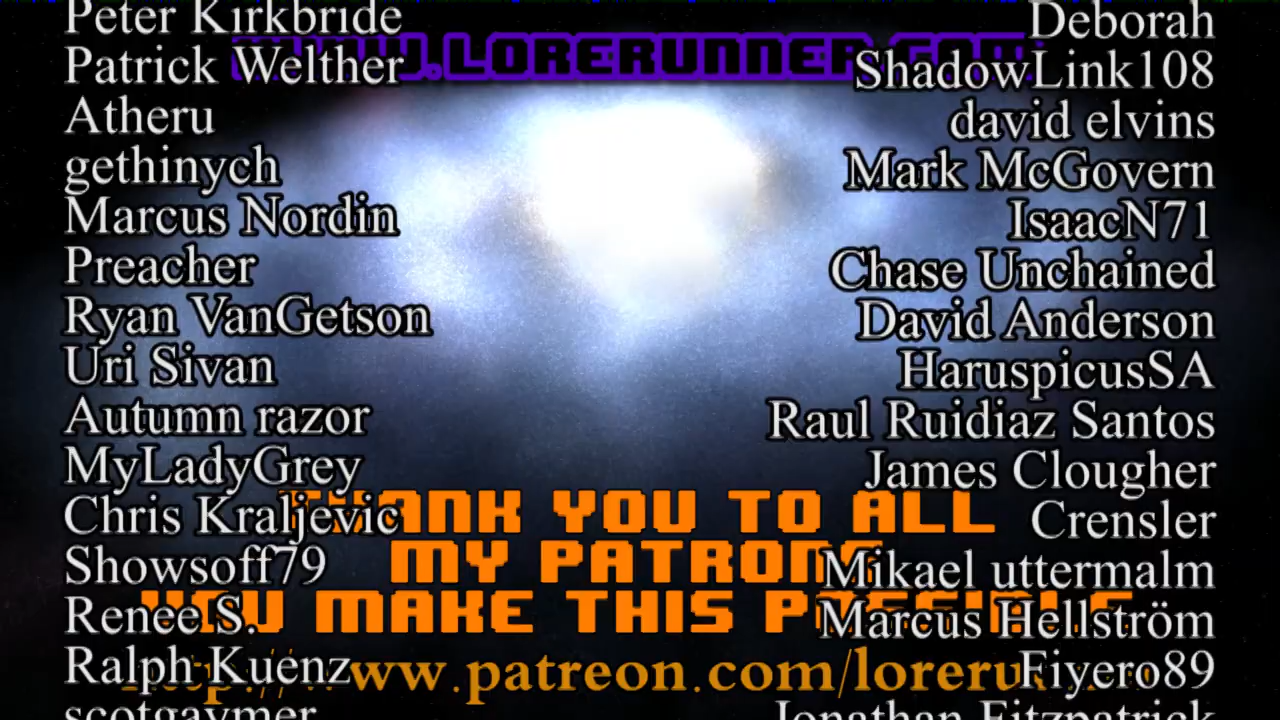 Peter Kirkbride
Patrick Welther
Atheru
gethinych
Marcus Nordin
Preacher
Ryan VanGetson
Uri Sivan
Autumn razor
MyLadyGrey
Chris Kraljevic
Showsoff79
Renee S.
Ralph Kuenz
scotgaymer
Deborah
ShadowLink108
david elvins
Mark McGovern
IsaacN71
Chase Unchained
David Anderson
HaruspicusSA
Raul Ruidiaz Santos
James Clougher
Crensler
Mikael uttermalm
Marcus Hellström
Fiyero89
Jonathan Fitzpatrick
WWW.LORERUNNER.COM
THANK YOU TO ALL
MY PATRONS
YOU MAKE THIS POSSIBLE
http://www.patreon.com/lorerunner